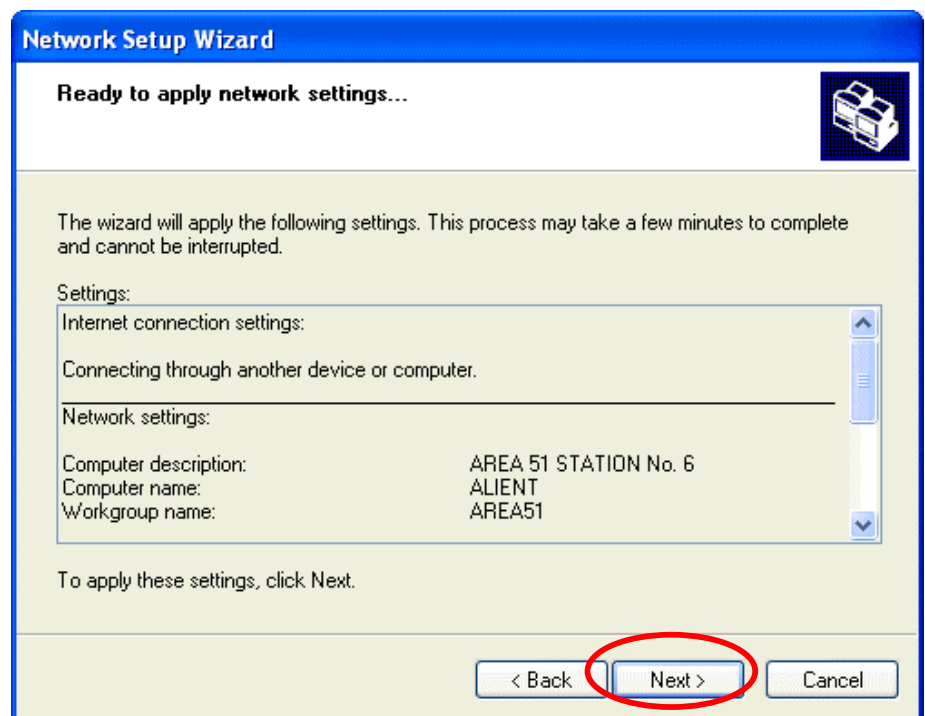 Network Setup Wizard
Ready to apply network settings...
The wizard will apply the following settings. This process may take a few minutes to complete
and cannot be interrupted.
Settings:
Internet connection settings:
Connecting through another device or computer.
Network settings:
Computer description: AREA 51 STATION No. 6
Computer name: ALIENT
Workgroup name: AREA51
To apply these settings, click Next.
< Back Next > Cancel